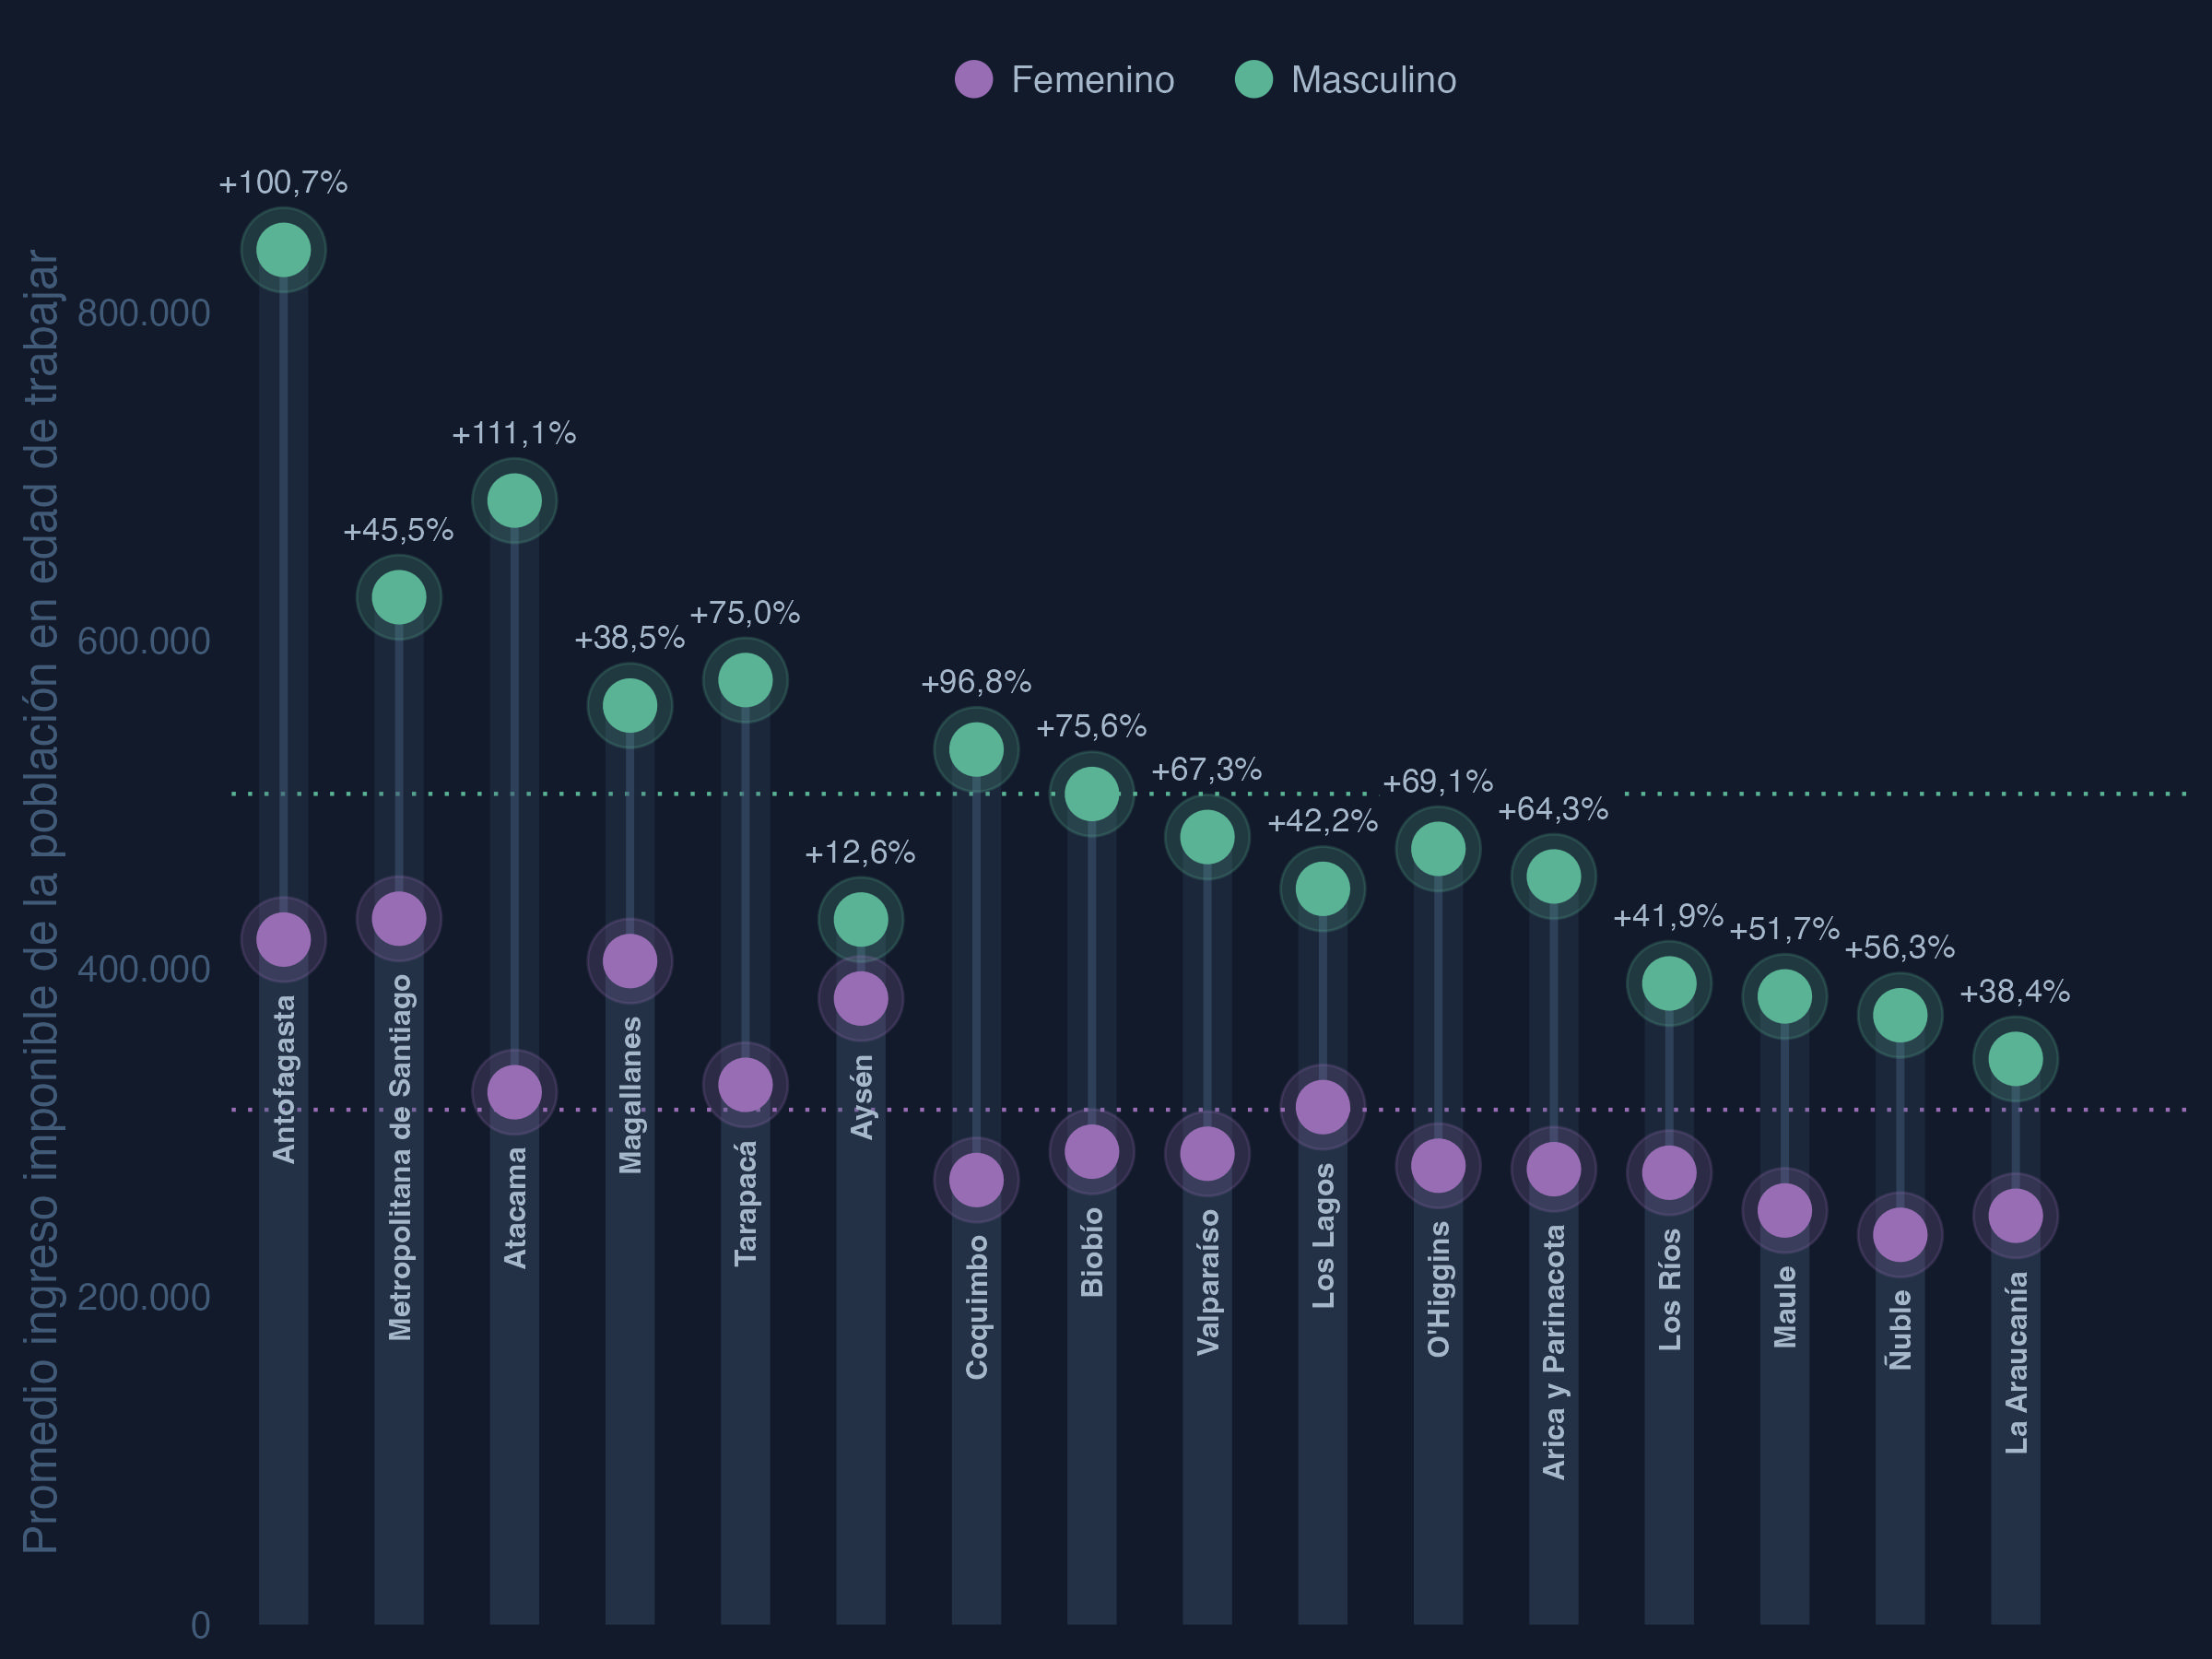 Femenino
Masculino
Promedio ingreso imponible de la población en edad de trabajar
800.000
600.000
400.000
200.000
0
+100,7%
+45,5%
+111,1%
+38,5%
+75,0%
+12,6%
+96,8%
+75,6%
+67,3%
+42,2%
+69,1%
+64,3%
+41,9%
+51,7%
+56,3%
+38,4%
Antofagasta
Metropolitana de Santiago
Atacama
Magallanes
Tarapacá
Aysén
Coquimbo
Biobío
Valparaíso
Los Lagos
O'Higgins
Arica y Parinacota
Los Ríos
Maule
Ñuble
La Araucanía